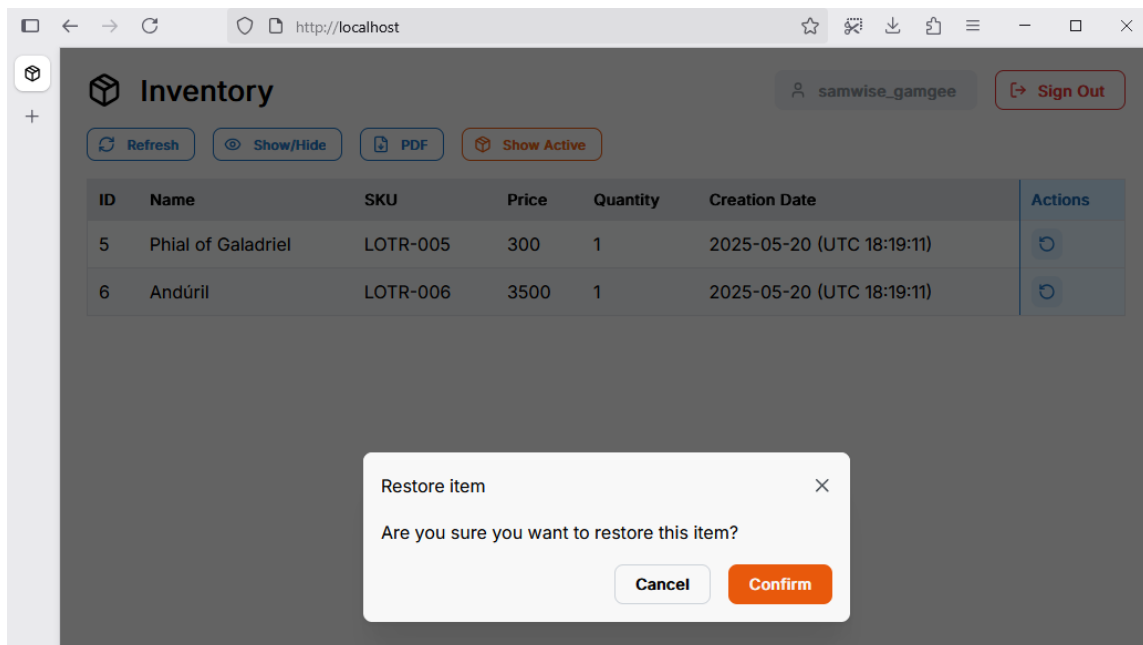 http://localhost
Inventory
samwise_gamgee
Sign Out
Refresh
Show/Hide
PDF
Show Active
ID Name SKU Price Quantity Creation Date Actions
5 Phial of Galadriel LOTR-005 300 1 2025-05-20 (UTC 18:19:11)
6 Andúril LOTR-006 3500 1 2025-05-20 (UTC 18:19:11)
Restore item
Are you sure you want to restore this item?
Cancel
Confirm